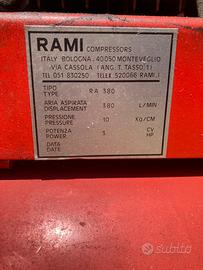 RAMI COMPRESSORS
ITALY BOLOGNA - 40050 MONTEVEGLIO
VIA CASSOLA (ANG. T. TASSO 1)
TEL 051 830250 TELEX 520066 RAMI.I
TIPO
TYPE
RA 380
ARIA ASPIRATA
DISPLACEMENT
380
L/MIN
PRESSIONE
PRESSURE
10
KG/CM
POTENZA
POWER
3
CV
HP
DATA
DATE
subito